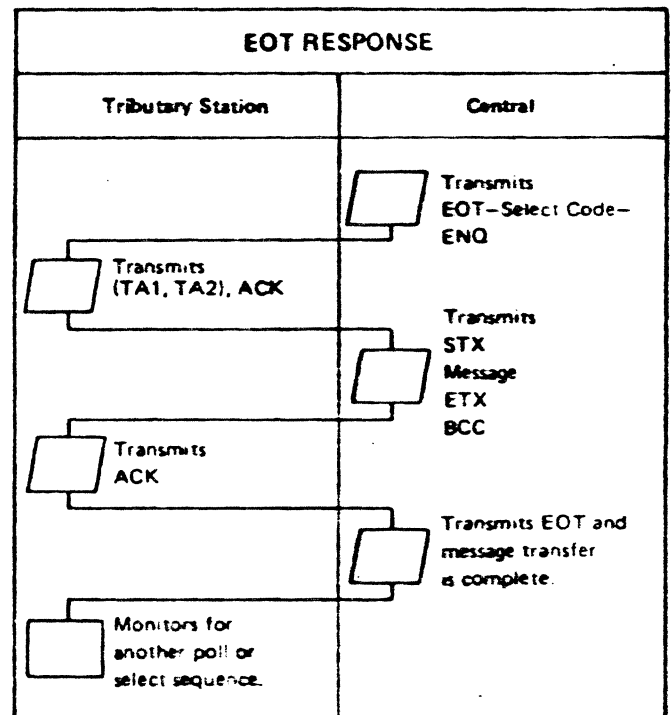 EOT RESPONSE
Tributary Station
Central
Transmits
EOT-Select Code-
ENQ
Transmits
(TA1, TA2), ACK
Transmits
STX
Message
ETX
BCC
Transmits
ACK
Transmits EOT and
message transfer
is complete.
Monitors for
another poll or
select sequence.